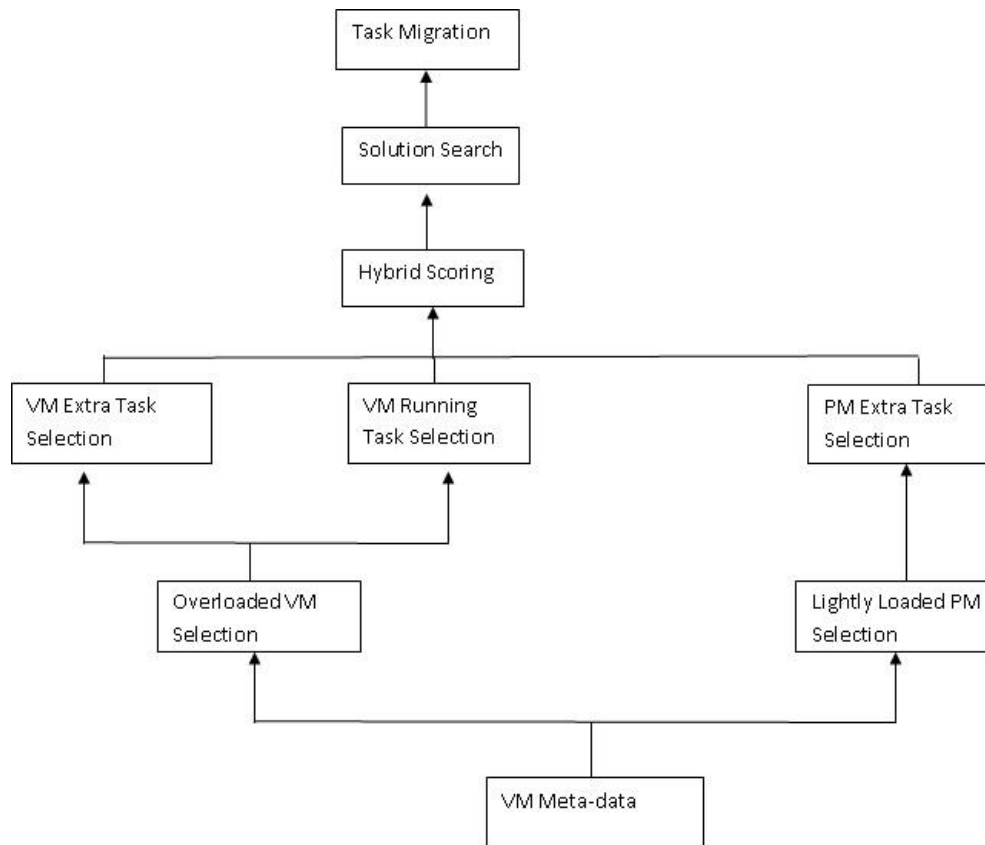 Task Migration
Solution Search
Hybrid Scoring
VM Extra Task
Selection
VM Running
Task Selection
PM Extra Task
Selection
Overloaded VM
Selection
Lightly Loaded PM
Selection
VM Meta-data